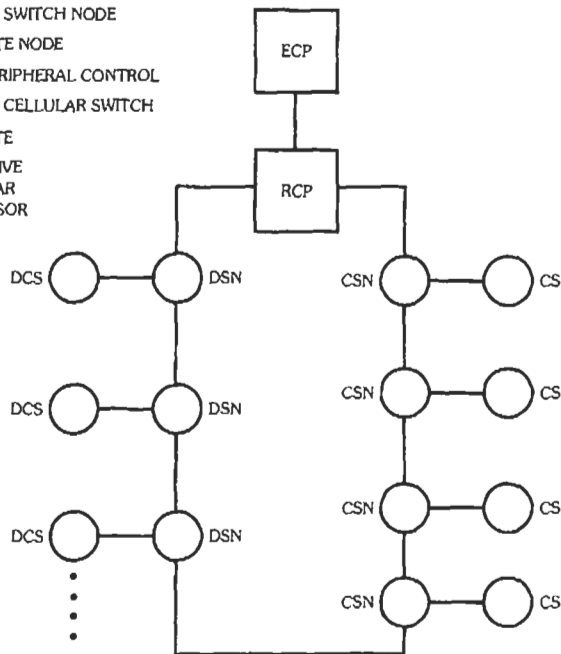 SWITCH NODE
TE NODE
RIPHERAL CONTROL
CELLULAR SWITCH
TE
IVE
AR
SOR
ECP
RCP
DCS DSN CSN CS
DCS DSN CSN CS
DCS DSN CSN CS
CSN CS